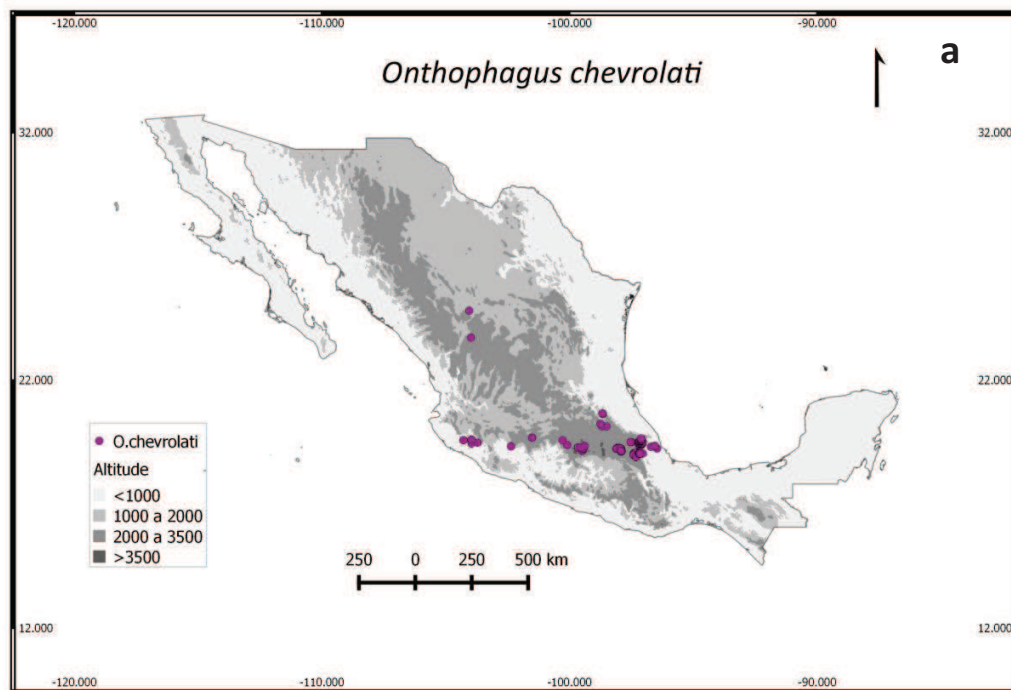 -120.000 -110.000 -100.000 -90.000
Onthophagus chevrolati
a
32.000 32.000
22.000 22.000
O.chevrolati
Altitude
<1000
1000 a 2000
2000 a 3500
>3500
250 0 250 500 km
12.000 12.000
-120.000 -110.000 -100.000 -90.000